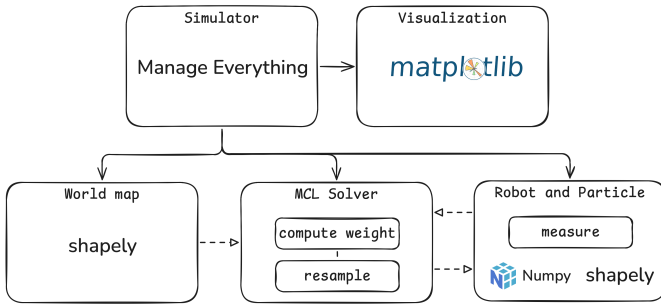 Simulator
Manage Everything
Visualization
matplotlib
World map
shapely
MCL Solver
compute weight
resample
Robot and Particle
measure
Numpy
shapely